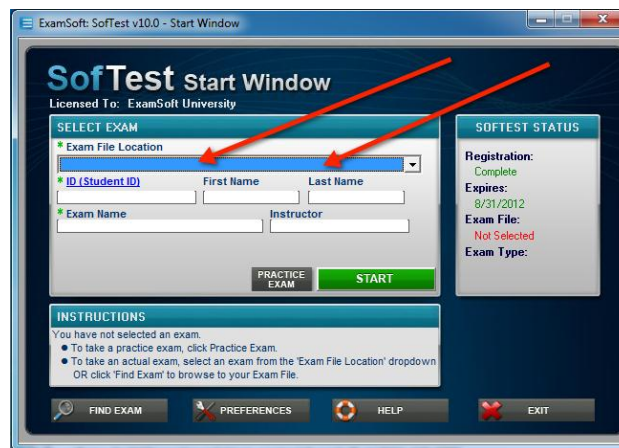 ExamSoft: SofTest v10.0 - Start Window
SofTest Start Window
Licensed To: ExamSoft University
SELECT EXAM
* Exam File Location
* ID (Student ID) First Name Last Name
* Exam Name Instructor
PRACTICE EXAM
START
SOFTEST STATUS
Registration:
Complete
Expires:
8/31/2012
Exam File:
Not Selected
Exam Type:
INSTRUCTIONS
You have not selected an exam.
● To take a practice exam, click Practice Exam.
● To take an actual exam, select an exam from the 'Exam File Location' dropdown
OR click 'Find Exam' to browse to your Exam File.
FIND EXAM PREFERENCES HELP EXIT